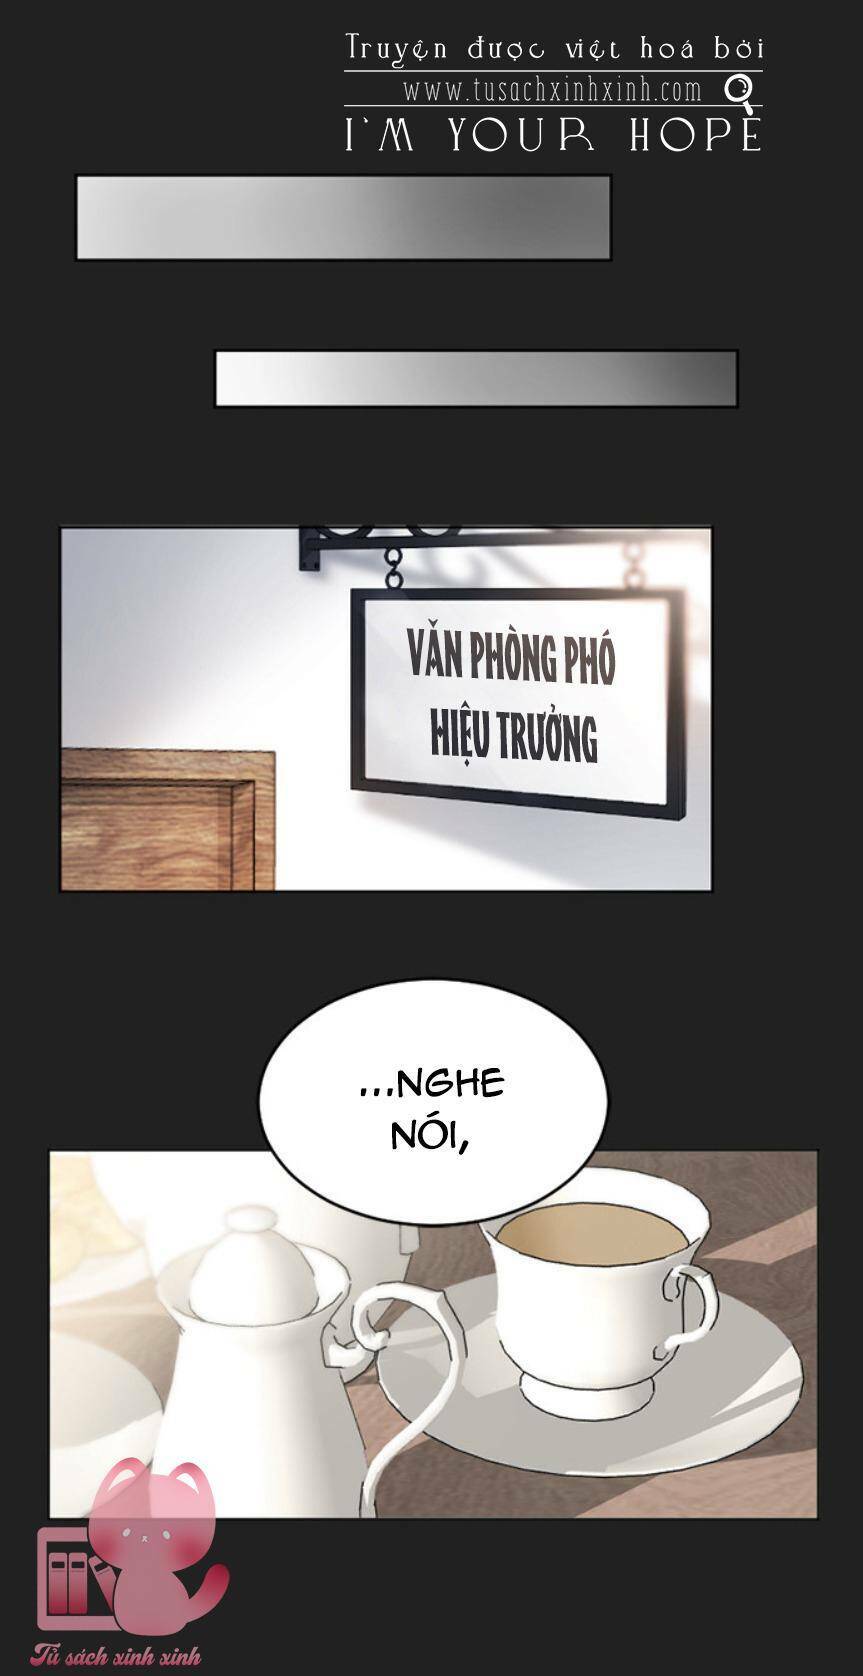 Truyện được việt hoá bởi
www.tusachxinhxinh.com
I'M YOUR HOPE
VĂN PHÒNG PHÓ
HIỆU TRƯỞNG
...NGHE
NÓI,
Tủ sách xinh xinh